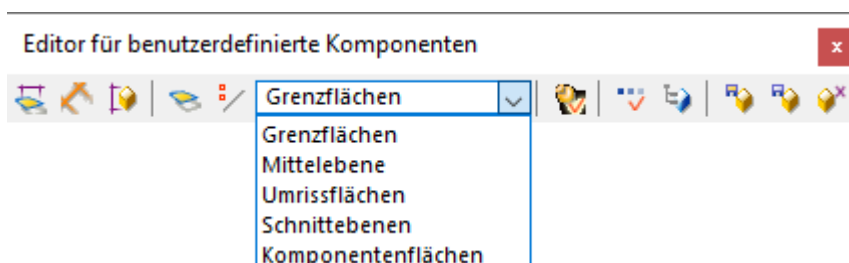 Editor für benutzerdefinierte Komponenten
Grenzflächen
Grenzflächen
Mittelebene
Umrissflächen
Schnittebenen
Komponentenflächen